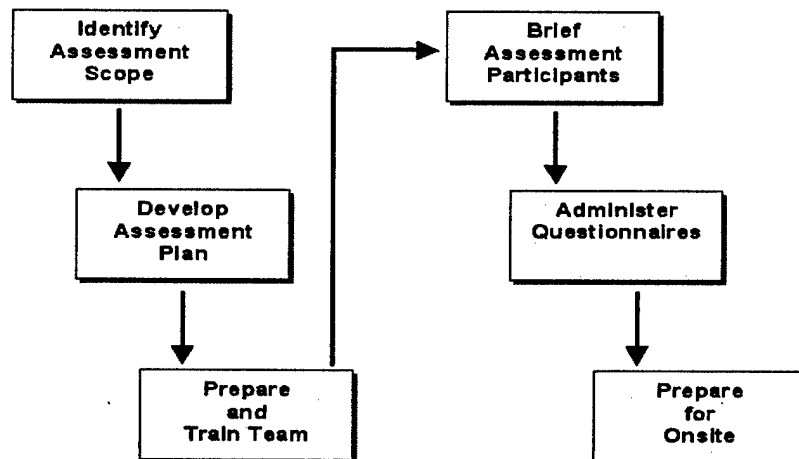 Identify
Assessment
Scope
Develop
Assessment
Plan
Prepare
and
Train Team
Brief
Assessment
Participants
Administer
Questionnaires
Prepare
for
Onsite